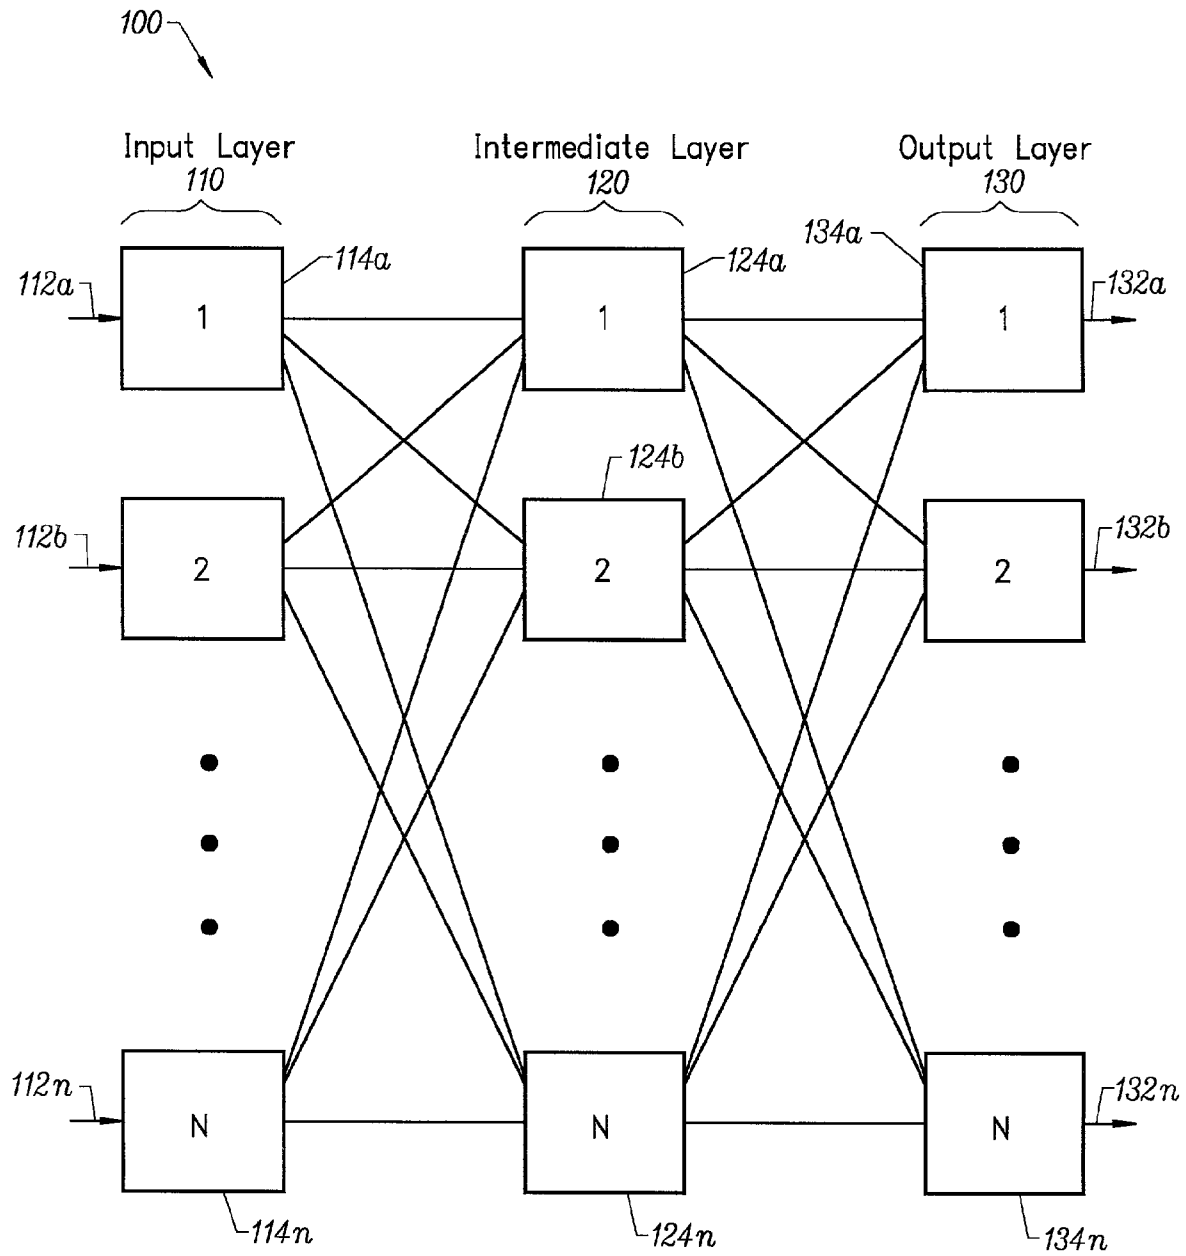 100
Input Layer
110
Intermediate Layer
120
Output Layer
130
112a
114a
124a
134a
132a
1
1
1
124b
112b
132b
2
2
2
112n
132n
N
N
N
114n
124n
134n